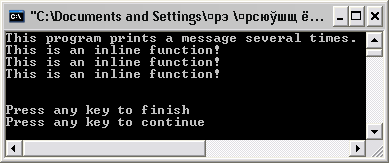 "C:\Documents and Settings\¤рэ \¤рсюўшщ ё...
This program prints a message several times.
This is an inline function!
This is an inline function!
This is an inline function!
Press any key to finish
Press any key to continue